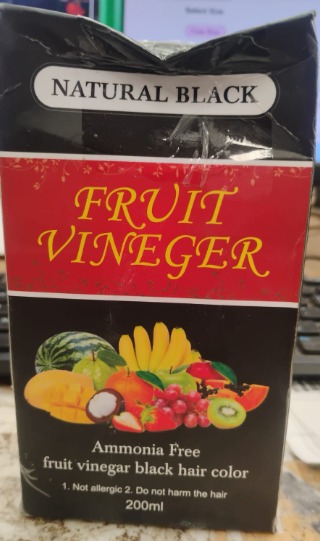 NATURAL BLACK
FRUIT
VINEGER
Ammonia Free
fruit vinegar black hair color
1. Not allergic 2. Do not harm the hair
200ml